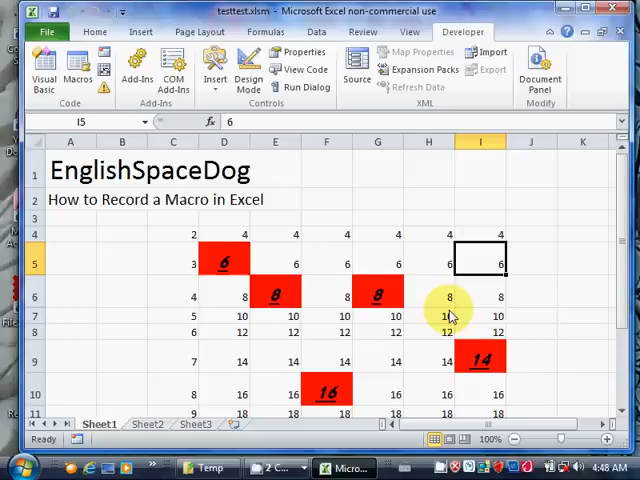 testtest.xlsm - Microsoft Excel non-commercial use
File Home Insert Page Layout Formulas Data Review View Developer
Visual Basic Macros Code
Add-Ins COM Add-Ins Add-Ins
Insert Design Mode Properties View Code Run Dialog Controls
Source Map Properties Expansion Packs Refresh Data Import Export XML
Document Panel Modify
I5 fx 6
A B C D E F G H I J K
1 EnglishSpaceDog
2 How to Record a Macro in Excel
3
4 2 4 4 4 4 4 4
5 3 6 6 6 6 6 6
6 4 8 8 8 8 8 8
7 5 10 10 10 10 10 10
8 6 12 12 12 12 12 12
9 7 14 14 14 14 14 14
10 8 16 16 16 16 16 16
11 9 18 18 18 18 18 18
Sheet1 Sheet2 Sheet3
Ready 100%
Temp 2 C... Micro... 4:48 AM